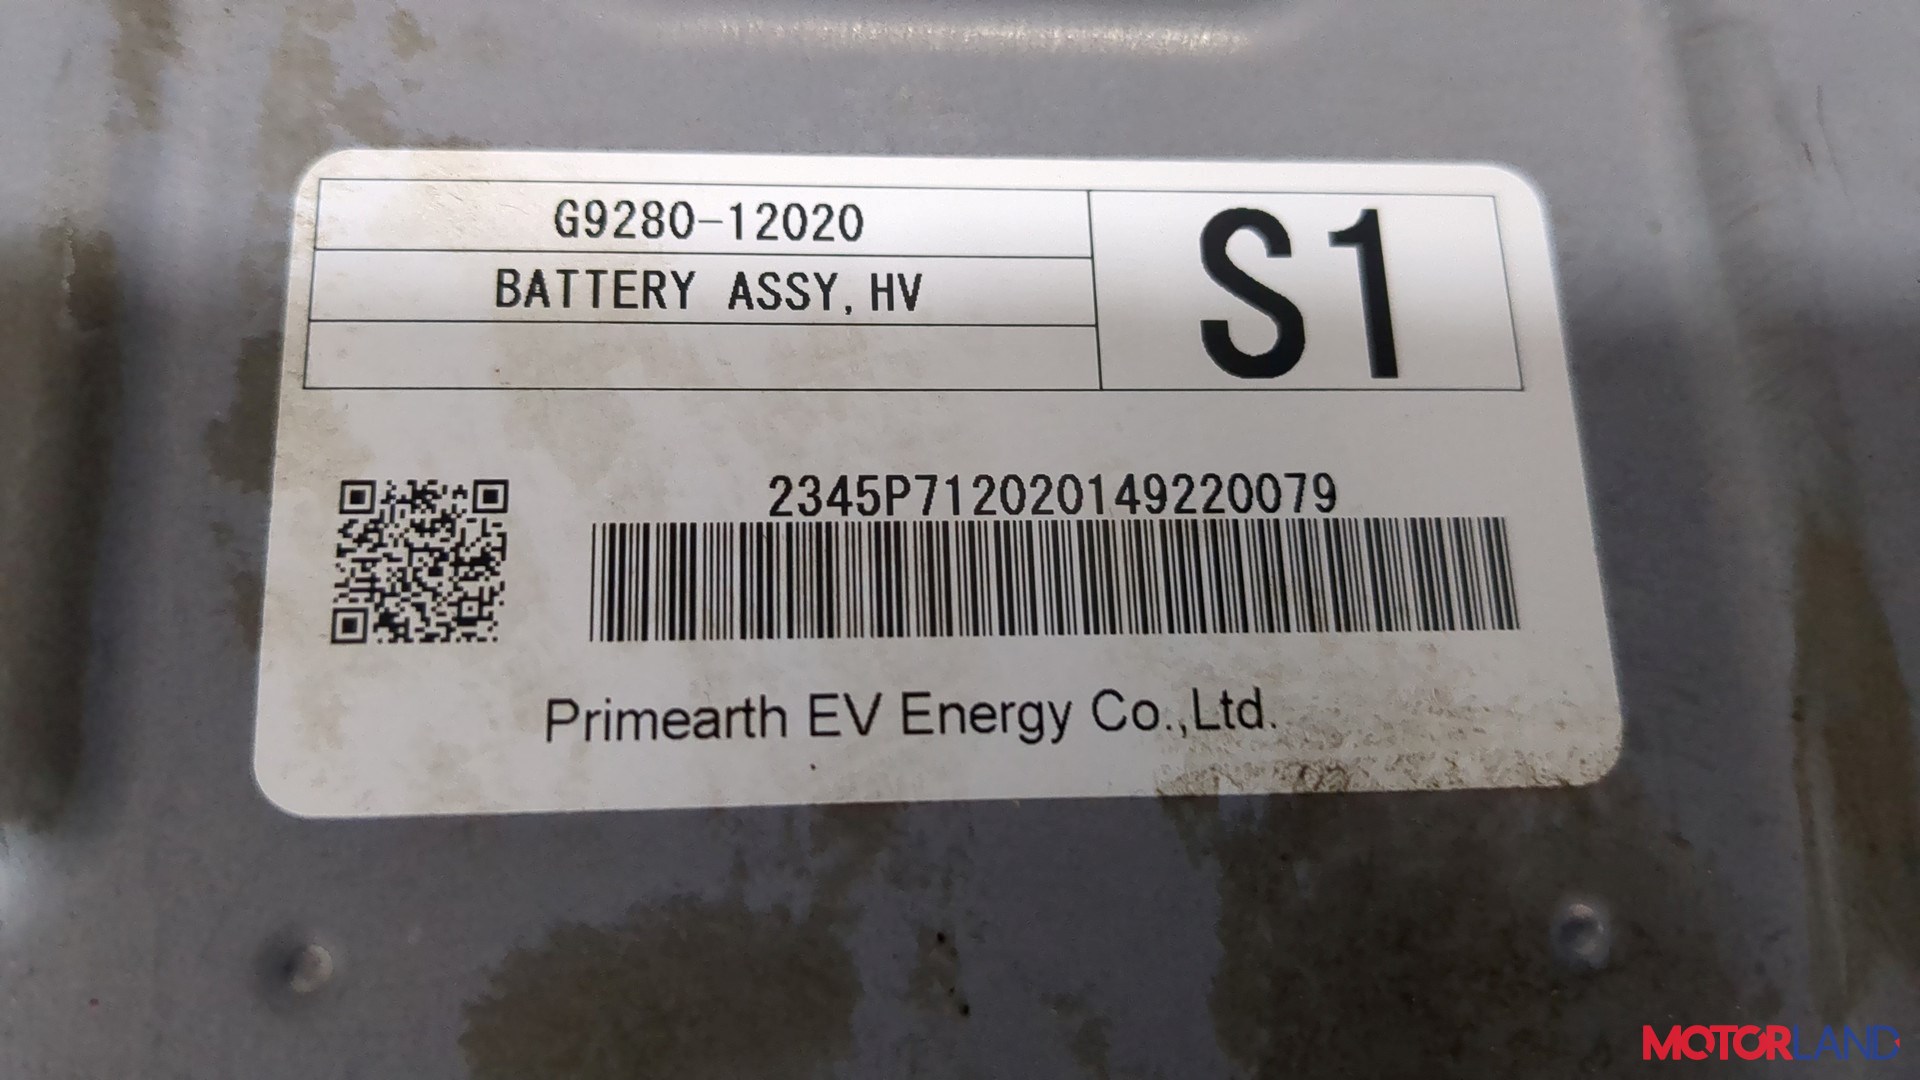 G9280-12020
BATTERY ASSY, HV
S1
2345P712020149220079
Primearth EV Energy Co.,Ltd.
MOTORLAND